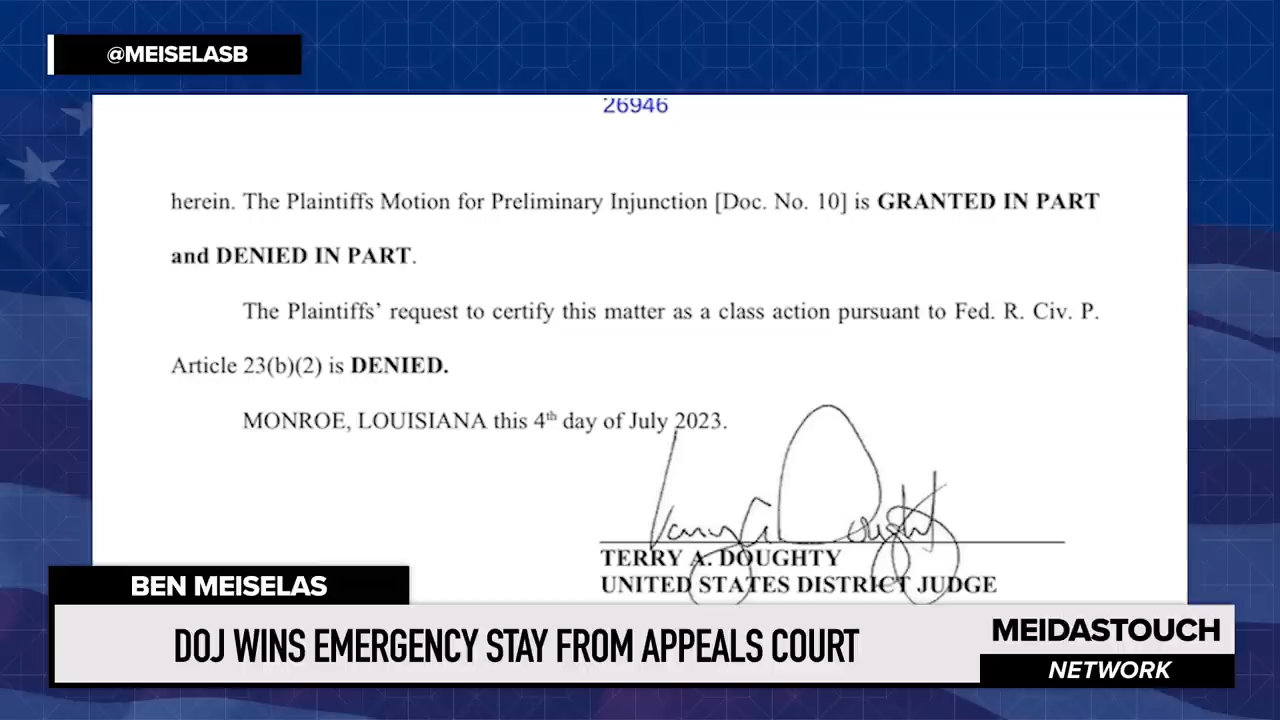 @MEISELASB
26946
herein. The Plaintiffs Motion for Preliminary Injunction [Doc. No. 10] is GRANTED IN PART
and DENIED IN PART.
The Plaintiffs’ request to certify this matter as a class action pursuant to Fed. R. Civ. P.
Article 23(b)(2) is DENIED.
MONROE, LOUISIANA this 4th day of July 2023.
Terry A Doughty
TERRY A. DOUGHTY
UNITED STATES DISTRICT JUDGE
BEN MEISELAS
DOJ WINS EMERGENCY STAY FROM APPEALS COURT
MEIDASTOUCH
NETWORK